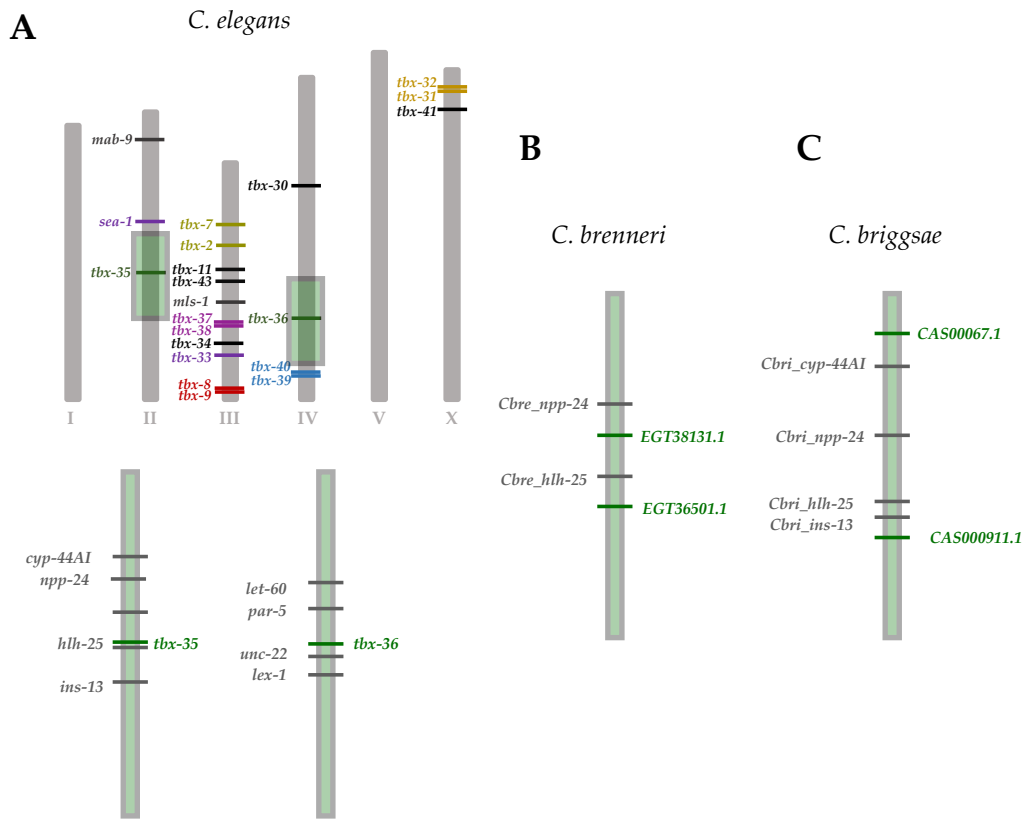 A
C. elegans
mab-9
sea-1
tbx-35
tbx-7
tbx-2
tbx-11
tbx-43
mls-1
tbx-37
tbx-38
tbx-34
tbx-33
tbx-8
tbx-9
tbx-30
tbx-36
tbx-40
tbx-39
tbx-32
tbx-31
tbx-41
I
II
III
IV
V
X
cyp-44AI
npp-24
hlh-25
tbx-35
ins-13
let-60
par-5
unc-22
tbx-36
lex-1
B
C. brenneri
Cbre_npp-24
EGT38131.1
Cbre_hlh-25
EGT36501.1
C
C. briggsae
CAS00067.1
Cbri_cyp-44AI
Cbri_npp-24
Cbri_hlh-25
Cbri_ins-13
CAS000911.1